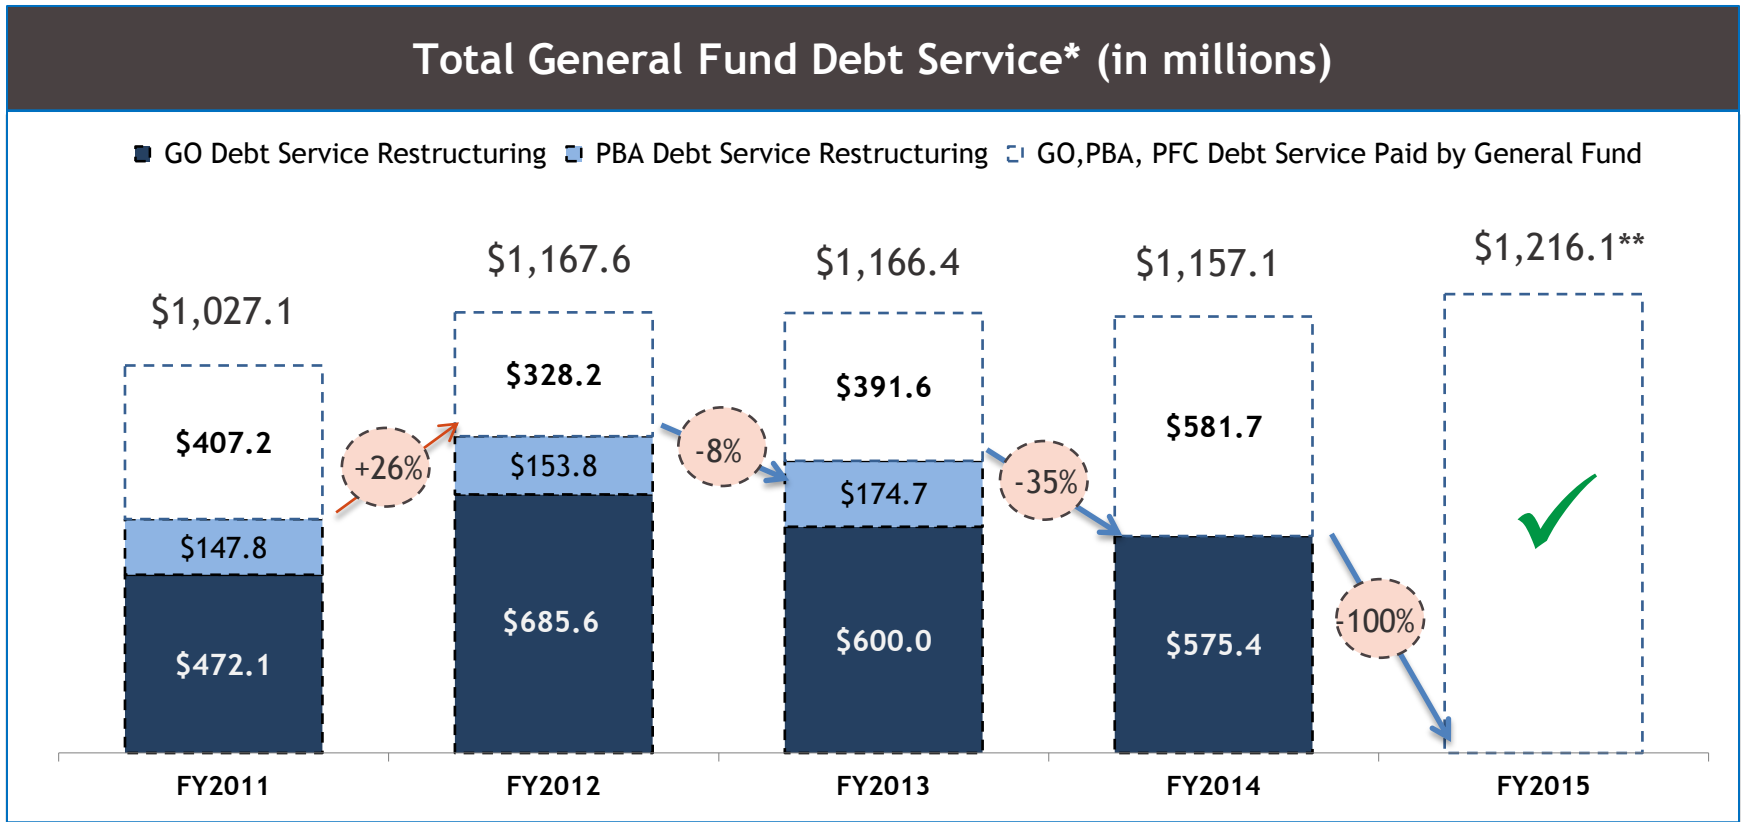 Total General Fund Debt Service* (in millions)
GO Debt Service Restructuring PBA Debt Service Restructuring GO,PBA, PFC Debt Service Paid by General Fund
$1,027.1 $1,167.6 $1,166.4 $1,157.1 $1,216.1**
$407.2 $328.2 $391.6 $581.7
+26% -8% -35% -100%
$147.8 $153.8 $174.7
$472.1 $685.6 $600.0 $575.4
FY2011 FY2012 FY2013 FY2014 FY2015